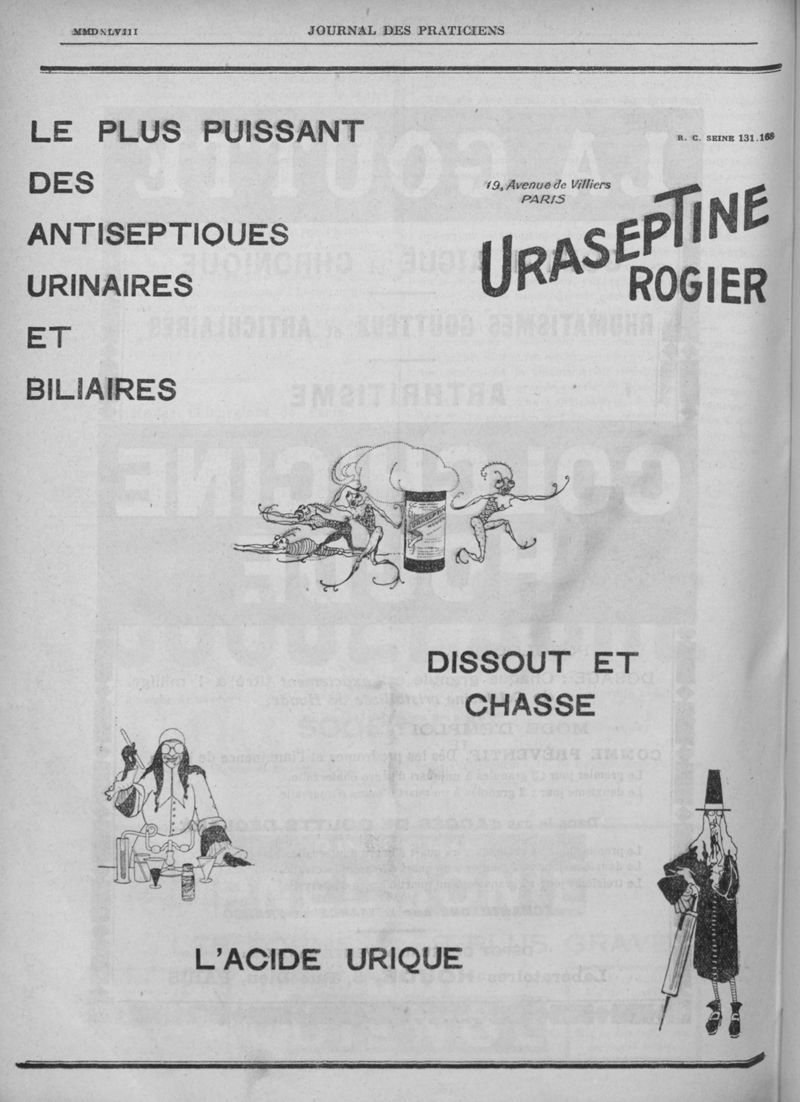 MMDXLVIII
JOURNAL DES PRATICIENS
LE PLUS PUISSANT
DES
ANTISEPTIQUES
URINAIRES
ET
BILIAIRES
R. C. SEINE 131.168
19, Avenue de Villiers
PARIS
URASEPTINE
ROGIER
DISSOUT ET
CHASSE
L'ACIDE URIQUE